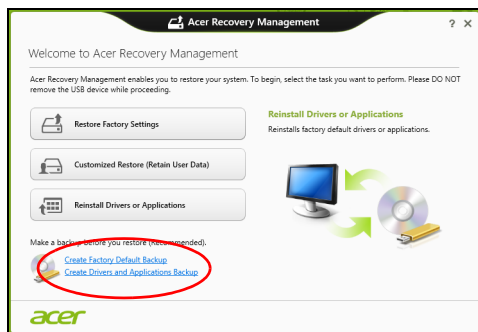 Acer Recovery Management
? X
Welcome to Acer Recovery Management
Acer Recovery Management enables you to restore your system. To begin, select the task you want to perform. Please DO NOT
remove the USB device while proceeding.
Restore Factory Settings
Customized Restore (Retain User Data)
Reinstall Drivers or Applications
Reinstall Drivers or Applications
Reinstalls factory default drivers or applications.
Make a backup before you restore (Recommended).
Create Factory Default Backup
Create Drivers and Applications Backup
acer